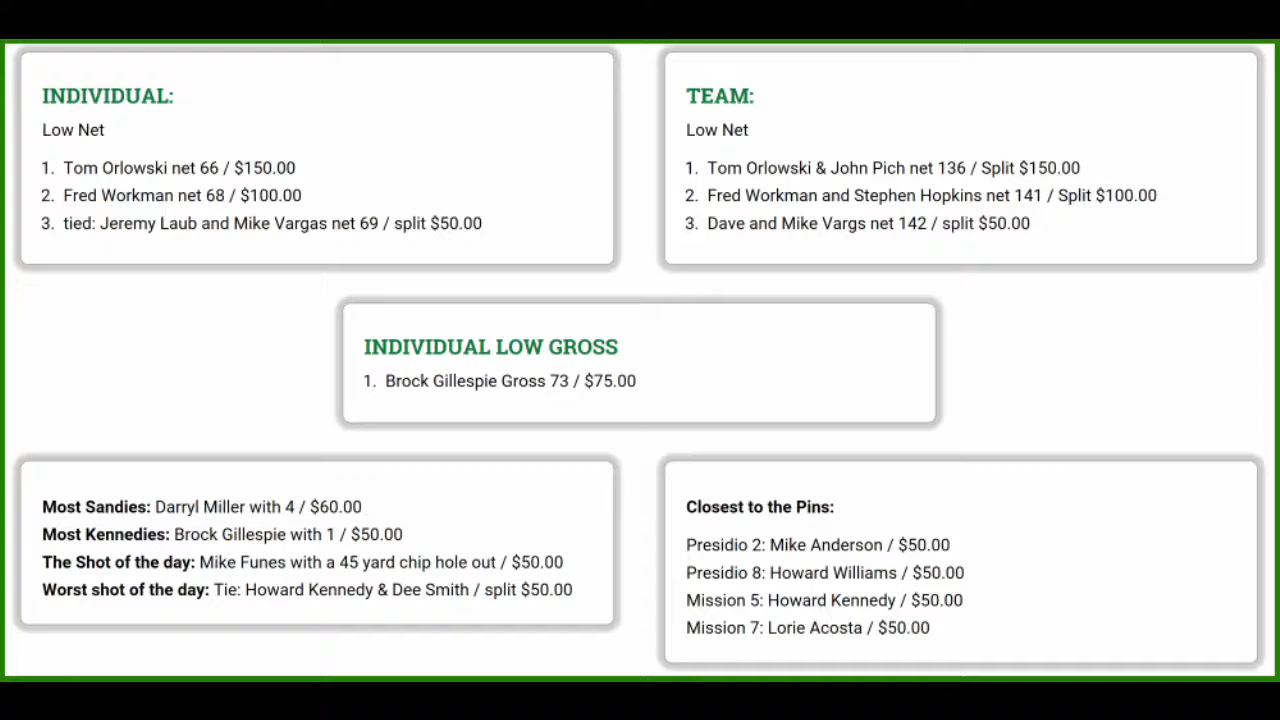 INDIVIDUAL:
Low Net
1. Tom Orlowski net 66 / $150.00
2. Fred Workman net 68 / $100.00
3. tied: Jeremy Laub and Mike Vargas net 69 / split $50.00
TEAM:
Low Net
1. Tom Orlowski & John Pich net 136 / Split $150.00
2. Fred Workman and Stephen Hopkins net 141 / Split $100.00
3. Dave and Mike Vargs net 142 / split $50.00
INDIVIDUAL LOW GROSS
1. Brock Gillespie Gross 73 / $75.00
Most Sandies: Darryl Miller with 4 / $60.00
Most Kennedies: Brock Gillespie with 1 / $50.00
The Shot of the day: Mike Funes with a 45 yard chip hole out / $50.00
Worst shot of the day: Tie: Howard Kennedy & Dee Smith / split $50.00
Closest to the Pins:
Presidio 2: Mike Anderson / $50.00
Presidio 8: Howard Williams / $50.00
Mission 5: Howard Kennedy / $50.00
Mission 7: Lorie Acosta / $50.00